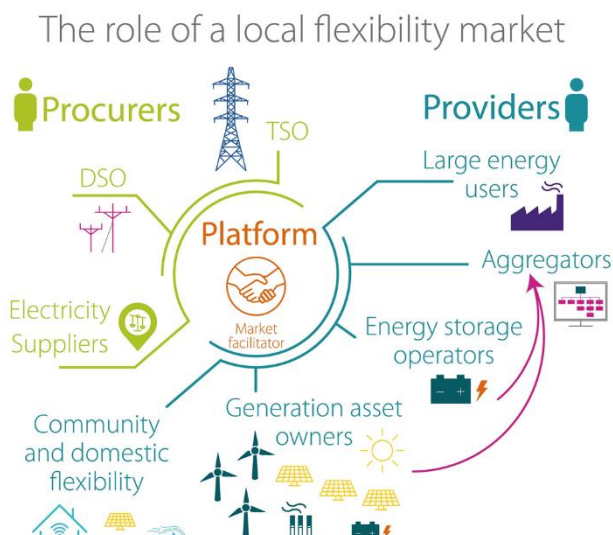 The role of a local flexibility market
Procurers
Providers
TSO
DSO
Large energy
users
Platform
Aggregators
Market
facilitator
Electricity
Suppliers
Energy storage
operators
Generation asset
owners
Community
and domestic
flexibility